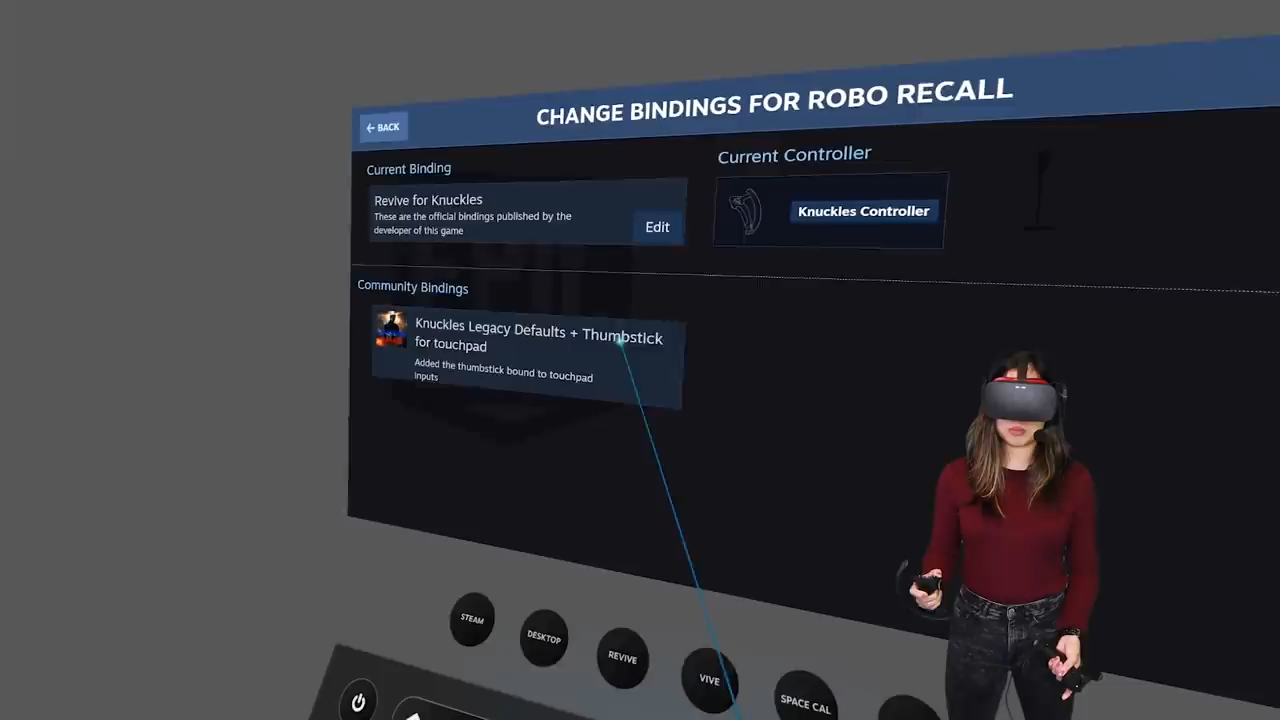 CHANGE BINDINGS FOR ROBO RECALL
← BACK
Current Binding
Revive for Knuckles
These are the official bindings published by the
developer of this game
Edit
Current Controller
Knuckles Controller
Community Bindings
Knuckles Legacy Defaults + Thumbstick
for touchpad
Added the thumbstick bound to touchpad
inputs
STEAM
DESKTOP
REVIVE
VIVE
SPACE CAL